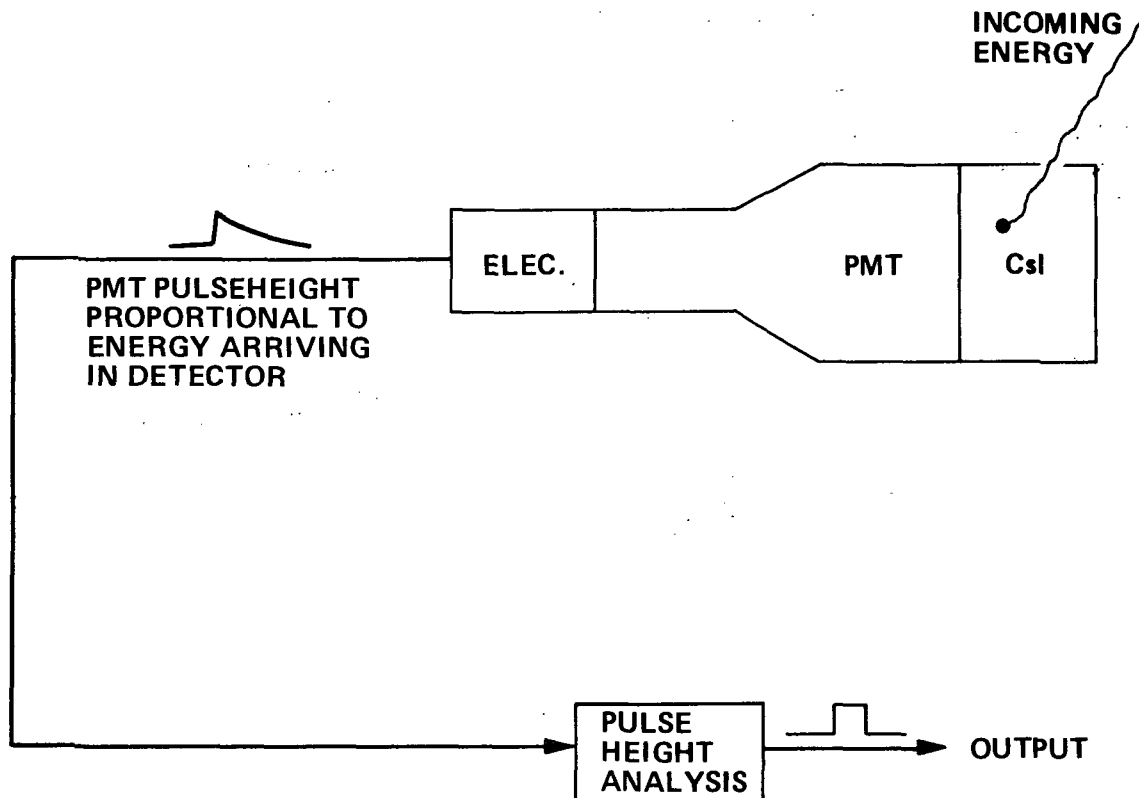 INCOMING
ENERGY
ELEC.
PMT
CsI
PMT PULSEHEIGHT
PROPORTIONAL TO
ENERGY ARRIVING
IN DETECTOR
PULSE
HEIGHT
ANALYSIS
OUTPUT